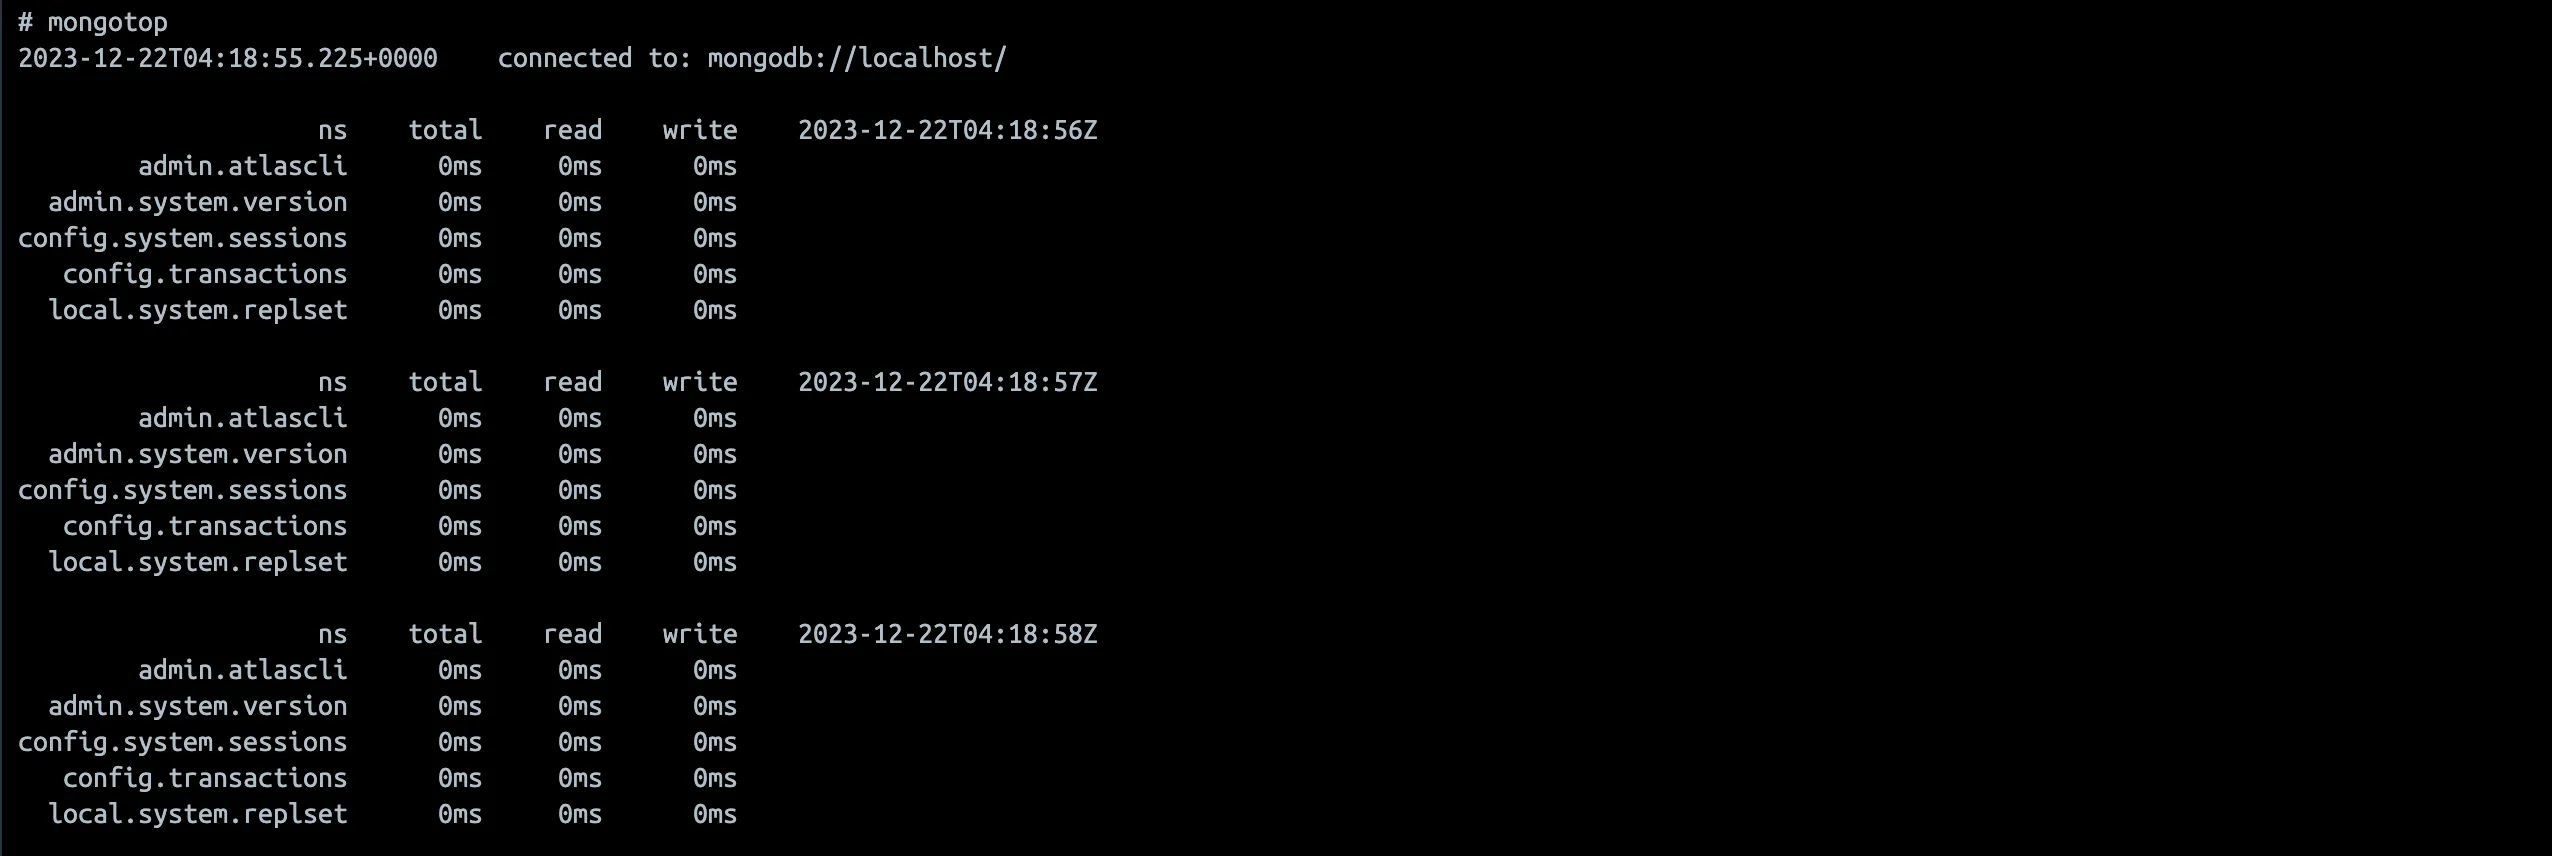 # mongotop
2023-12-22T04:18:55.225+0000    connected to: mongodb://localhost/

                    ns    total    read    write    2023-12-22T04:18:56Z
        admin.atlascli      0ms     0ms      0ms
  admin.system.version      0ms     0ms      0ms
config.system.sessions      0ms     0ms      0ms
   config.transactions      0ms     0ms      0ms
  local.system.replset      0ms     0ms      0ms

                    ns    total    read    write    2023-12-22T04:18:57Z
        admin.atlascli      0ms     0ms      0ms
  admin.system.version      0ms     0ms      0ms
config.system.sessions      0ms     0ms      0ms
   config.transactions      0ms     0ms      0ms
  local.system.replset      0ms     0ms      0ms

                    ns    total    read    write    2023-12-22T04:18:58Z
        admin.atlascli      0ms     0ms      0ms
  admin.system.version      0ms     0ms      0ms
config.system.sessions      0ms     0ms      0ms
   config.transactions      0ms     0ms      0ms
  local.system.replset      0ms     0ms      0ms